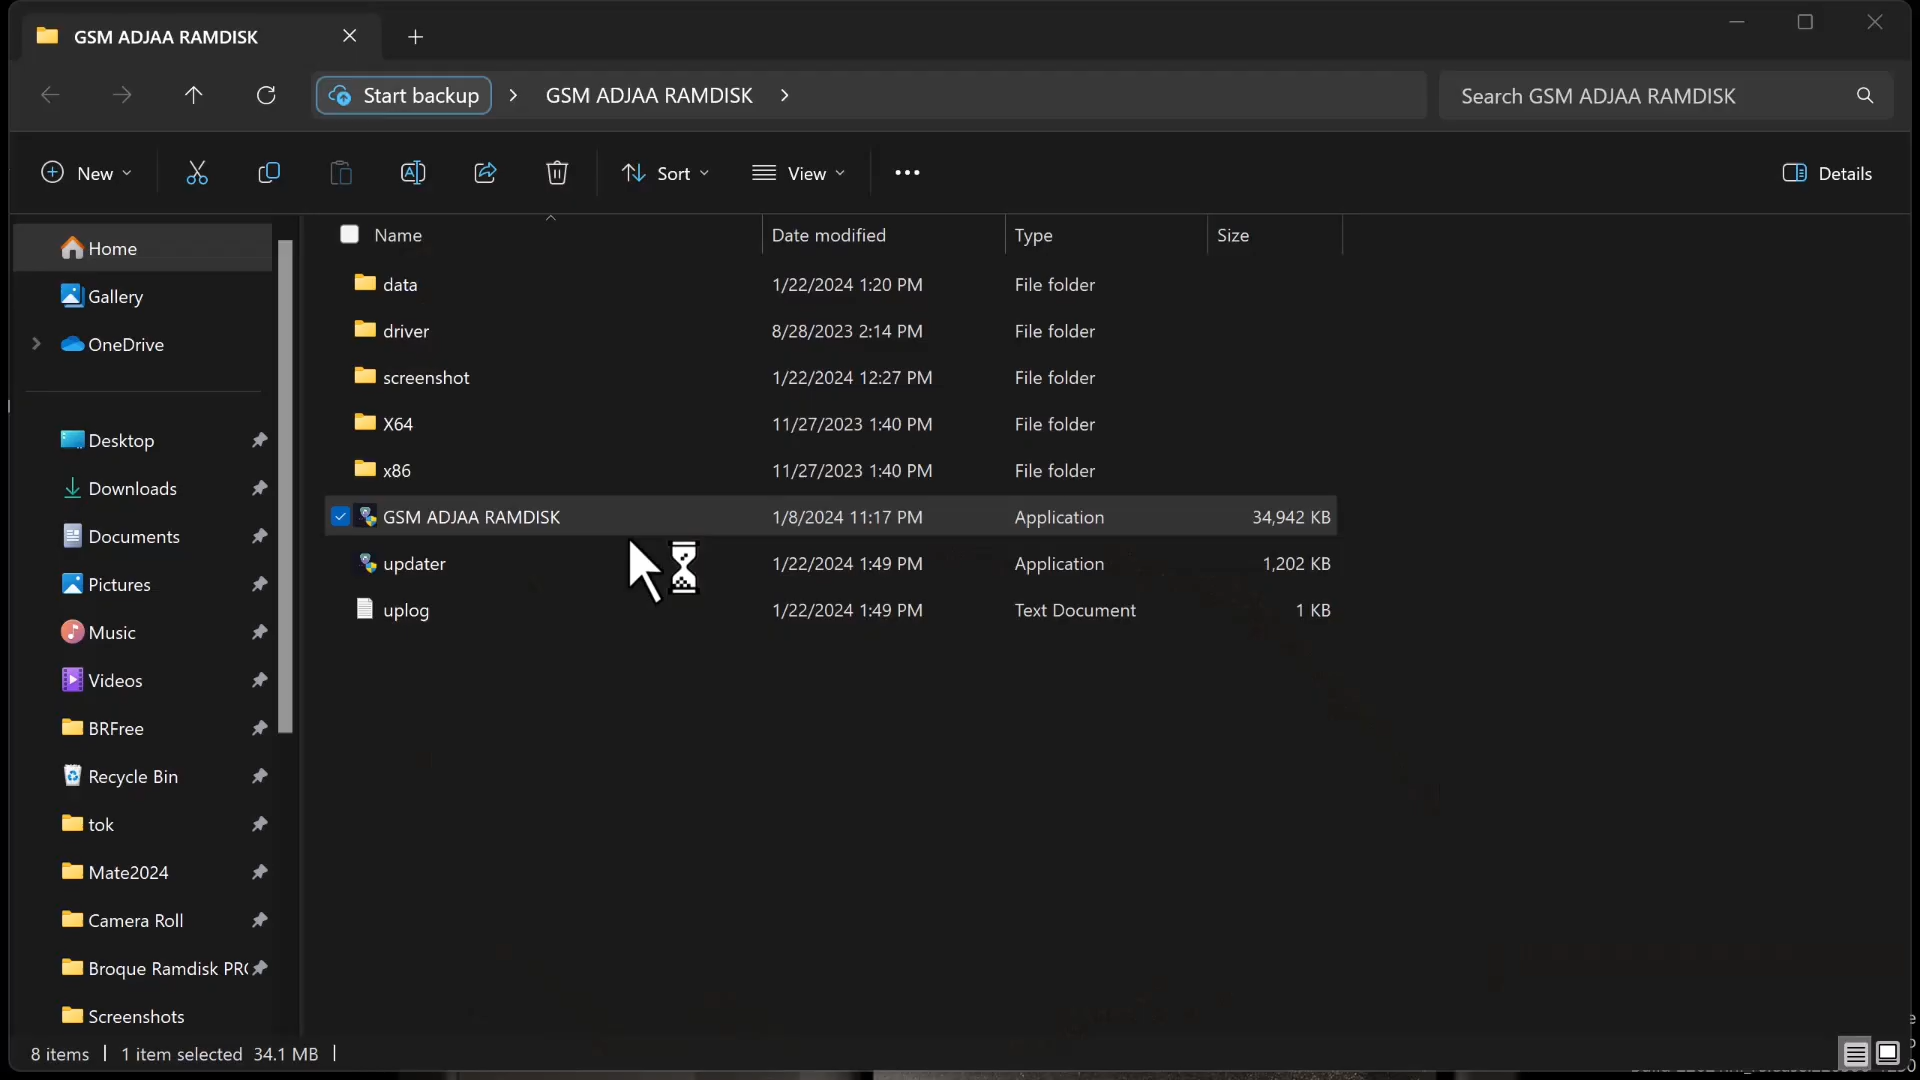 GSM ADJAA RAMDISK
Start backup > GSM ADJAA RAMDISK >
Search GSM ADJAA RAMDISK
New
Sort
View
Details
Name Date modified Type Size
data 1/22/2024 1:20 PM File folder
driver 8/28/2023 2:14 PM File folder
screenshot 1/22/2024 12:27 PM File folder
X64 11/27/2023 1:40 PM File folder
x86 11/27/2023 1:40 PM File folder
GSM ADJAA RAMDISK 1/8/2024 11:17 PM Application 34,942 KB
updater 1/22/2024 1:49 PM Application 1,202 KB
uplog 1/22/2024 1:49 PM Text Document 1 KB
Home
Gallery
OneDrive
Desktop
Downloads
Documents
Pictures
Music
Videos
BRFree
Recycle Bin
tok
Mate2024
Camera Roll
Broque Ramdisk PR
Screenshots
8 items | 1 item selected 34.1 MB |